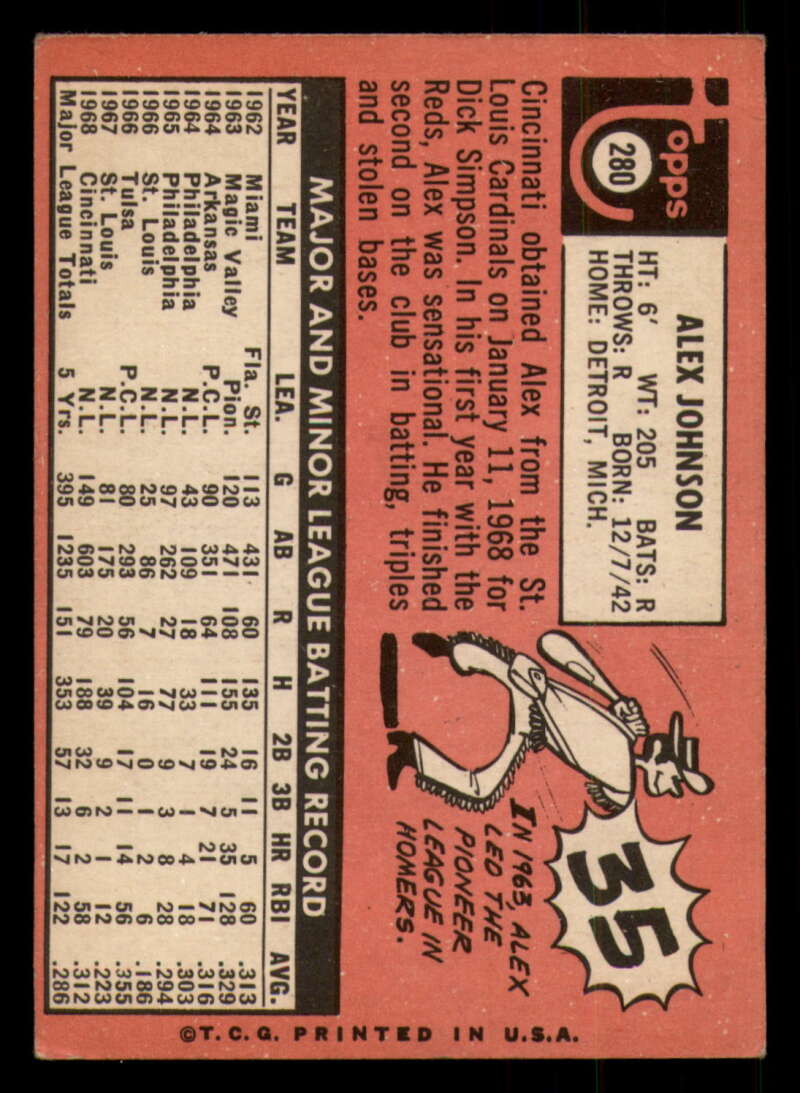 Topps
280
ALEX JOHNSON
HT: 6' WT: 205 BATS: R
THROWS: R BORN: 12/7/42
HOME: DETROIT, MICH.
Cincinnati obtained Alex from the St.
Louis Cardinals on January 11, 1968 for
Dick Simpson. In his first year with the
Reds, Alex was sensational. He finished
second on the club in batting, triples
and stolen bases.
35
IN 1963, ALEX
LED THE
PIONEER
LEAGUE IN
HOMERS.
MAJOR AND MINOR LEAGUE BATTING RECORD
YEAR TEAM LEA. G AB R H 2B 3B HR RBI AVG.
1962 Miami Fla. St. 113 431 60 135 16 11 5 60 .313
1963 Magic Valley Pion. 120 471 108 155 24 5 35 128 .329
1964 Arkansas P.C.L. 90 351 64 111 19 7 21 71 .316
1964 Philadelphia N.L. 43 109 18 33 7 1 4 18 .303
1965 Philadelphia N.L. 97 262 27 77 9 3 8 28 .294
1966 St. Louis N.L. 25 86 7 16 0 1 2 6 .186
1966 Tulsa P.C.L. 80 293 56 104 17 11 14 56 .355
1967 St. Louis N.L. 81 175 20 39 9 2 1 12 .223
1968 Cincinnati N.L. 149 603 79 188 32 6 2 58 .312
Major League Totals 5 Yrs. 395 1235 151 353 57 13 17 122 .286
©T.C.G. PRINTED IN U.S.A.